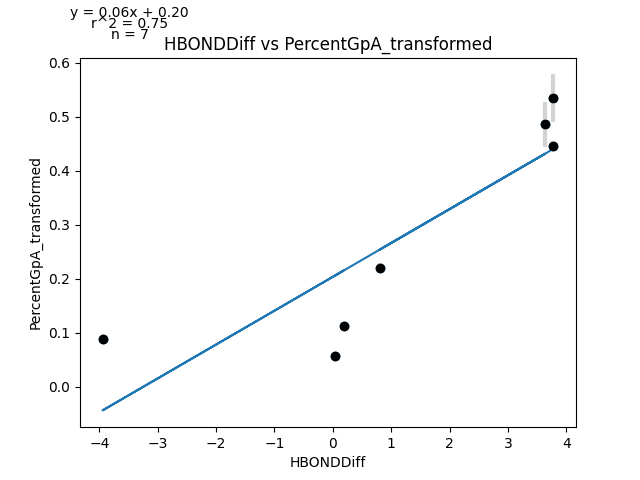 y = 0.06x + 0.20
r^2 = 0.75
n = 7
HBONDDiff vs PercentGpA_transformed
PercentGpA_transformed
0.6
0.5
0.4
0.3
0.2
0.1
0.0
−4 −3 −2 −1 0 1 2 3 4
HBONDDiff